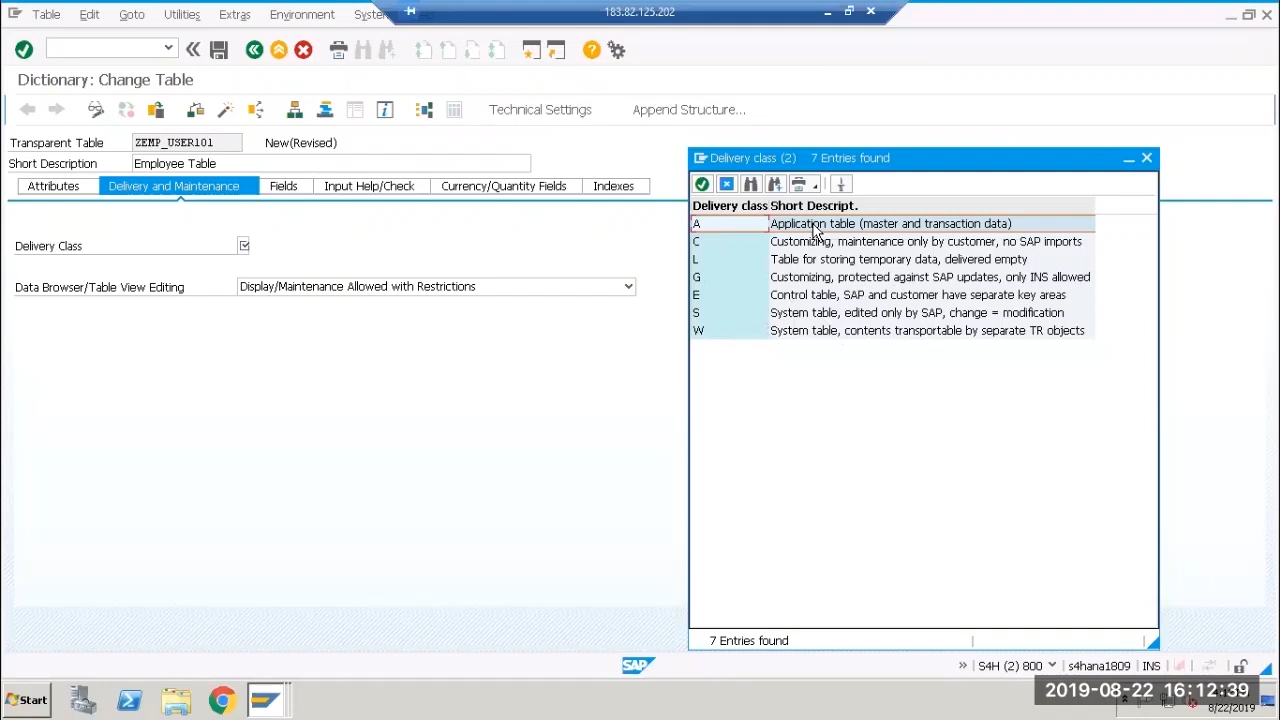 183.82.125.202
Table Edit Goto Utilities Extras Environment System
Dictionary: Change Table
Technical Settings Append Structure...
Transparent Table ZEMP_USER101 New(Revised)
Short Description Employee Table
Attributes Delivery and Maintenance Fields Input Help/Check Currency/Quantity Fields Indexes
Delivery Class
Data Browser/Table View Editing Display/Maintenance Allowed with Restrictions
Delivery class (2) 7 Entries found
Delivery class Short Descript.
A Application table (master and transaction data)
C Customizing, maintenance only by customer, no SAP imports
L Table for storing temporary data, delivered empty
G Customizing, protected against SAP updates, only INS allowed
E Control table, SAP and customer have separate key areas
S System table, edited only by SAP, change = modification
W System table, contents transportable by separate TR objects
7 Entries found
SAP
S4H (2) 800 s4hana1809 INS
Start
2019-08-22 16:12:39
8/22/2019